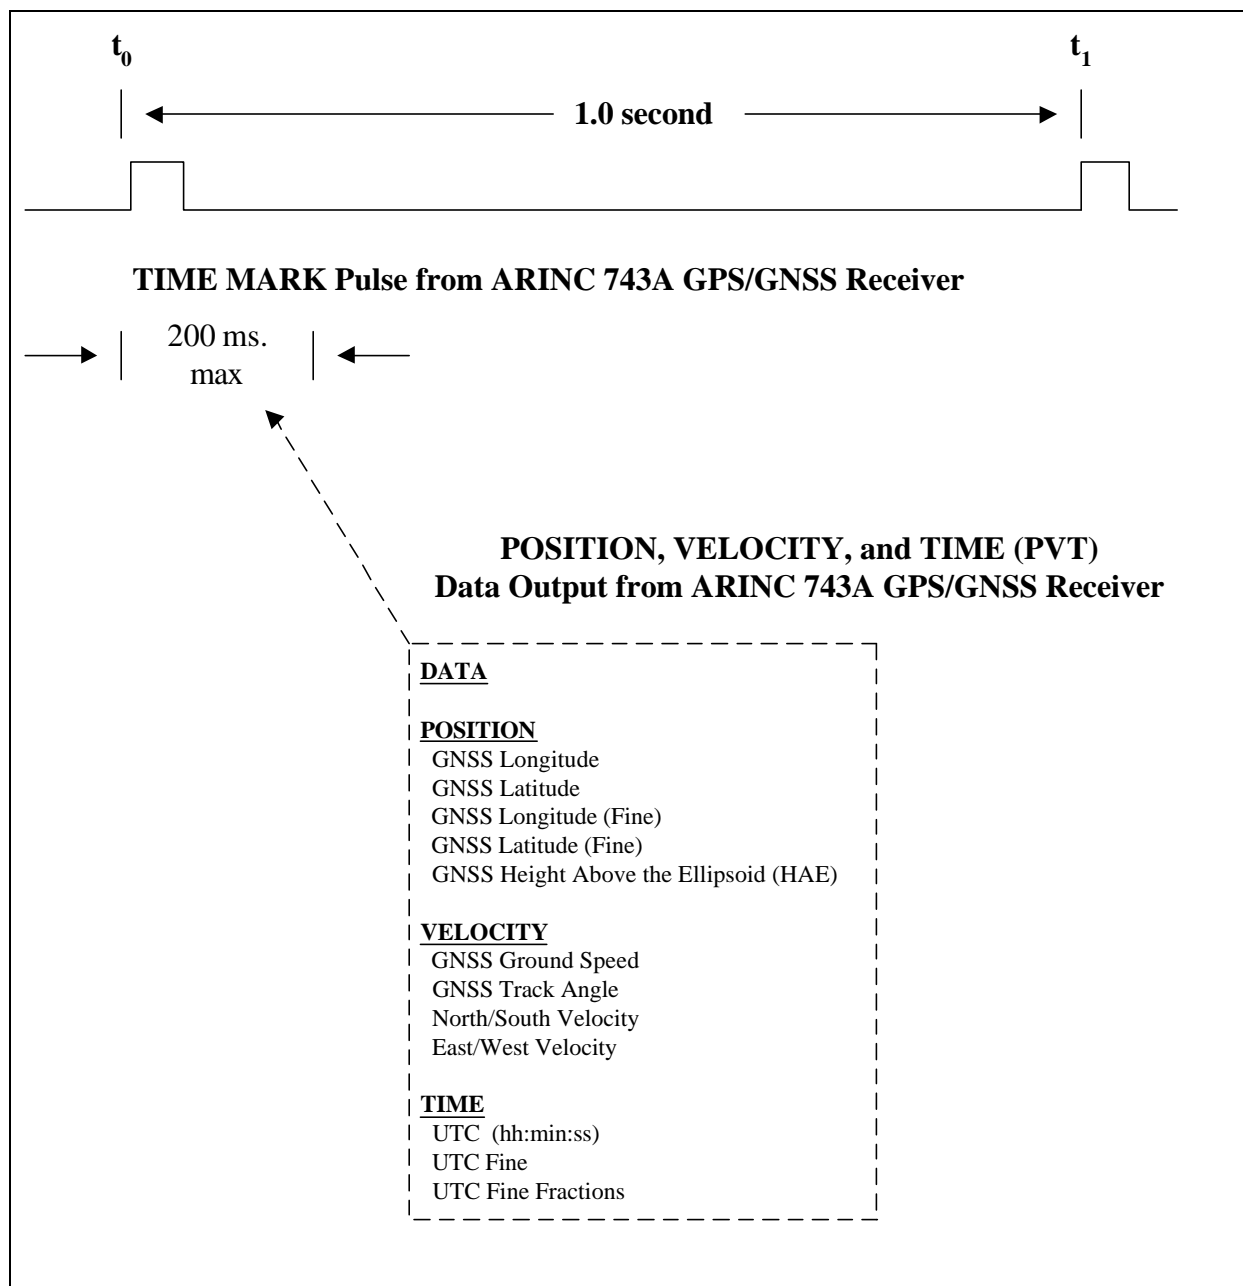 t0
t1
1.0 second
TIME MARK Pulse from ARINC 743A GPS/GNSS Receiver
200 ms.
max
POSITION, VELOCITY, and TIME (PVT)
Data Output from ARINC 743A GPS/GNSS Receiver
DATA
POSITION
GNSS Longitude
GNSS Latitude
GNSS Longitude (Fine)
GNSS Latitude (Fine)
GNSS Height Above the Ellipsoid (HAE)
VELOCITY
GNSS Ground Speed
GNSS Track Angle
North/South Velocity
East/West Velocity
TIME
UTC (hh:min:ss)
UTC Fine
UTC Fine Fractions